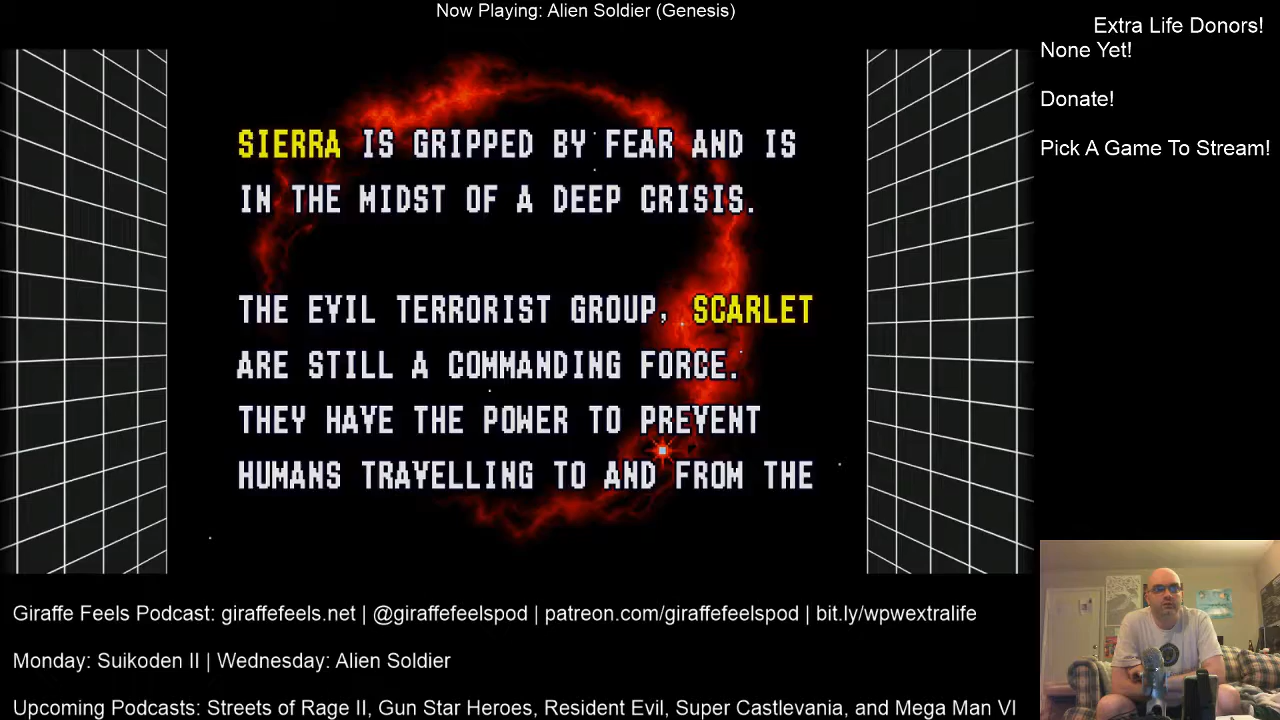 Now Playing: Alien Soldier (Genesis)
Extra Life Donors!
None Yet!
Donate!
Pick A Game To Stream!
SIERRA IS GRIPPED BY FEAR AND IS
IN THE MIDST OF A DEEP CRISIS.
THE EVIL TERRORIST GROUP, SCARLET
ARE STILL A COMMANDING FORCE.
THEY HAVE THE POWER TO PREVENT
HUMANS TRAVELLING TO AND FROM THE
Giraffe Feels Podcast: giraffefeels.net | @giraffefeelspod | patreon.com/giraffefeelspod | bit.ly/wpwextralife
Monday: Suikoden II | Wednesday: Alien Soldier
Upcoming Podcasts: Streets of Rage II, Gun Star Heroes, Resident Evil, Super Castlevania, and Mega Man VI